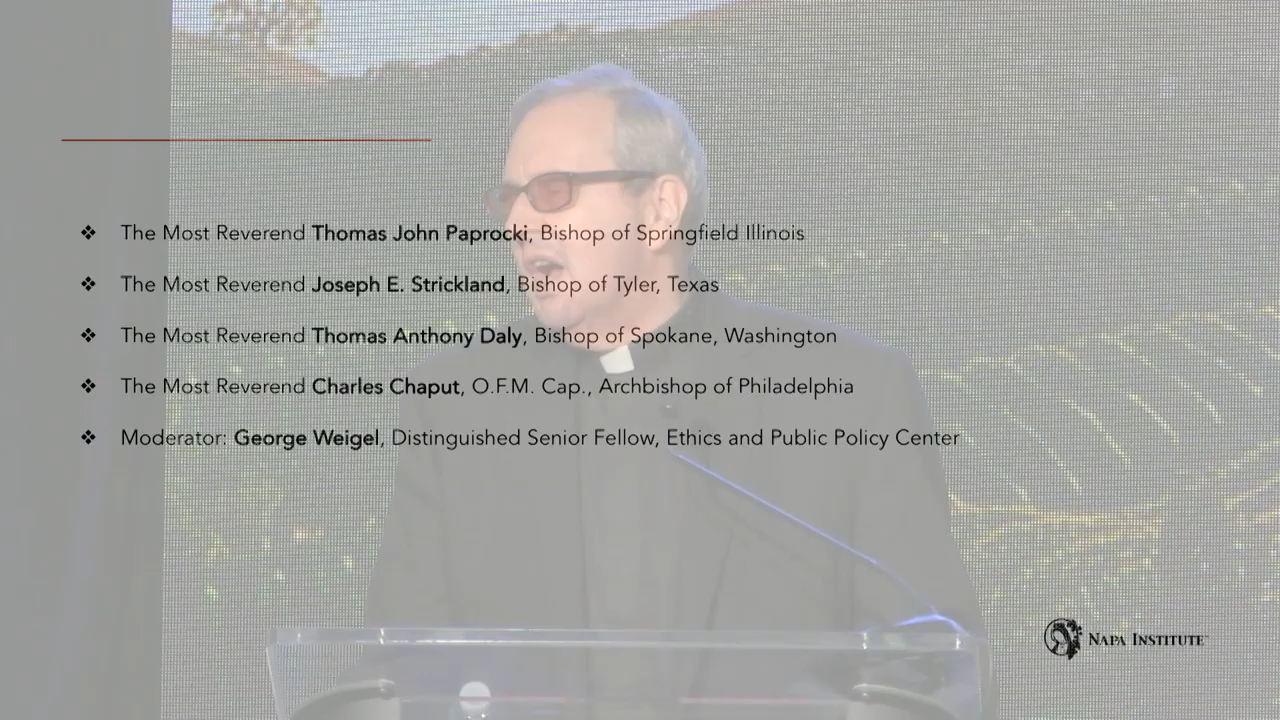 ❖ The Most Reverend Thomas John Paprocki, Bishop of Springfield Illinois
❖ The Most Reverend Joseph E. Strickland, Bishop of Tyler, Texas
❖ The Most Reverend Thomas Anthony Daly, Bishop of Spokane, Washington
❖ The Most Reverend Charles Chaput, O.F.M. Cap., Archbishop of Philadelphia
❖ Moderator: George Weigel, Distinguished Senior Fellow, Ethics and Public Policy Center
NAPA INSTITUTE